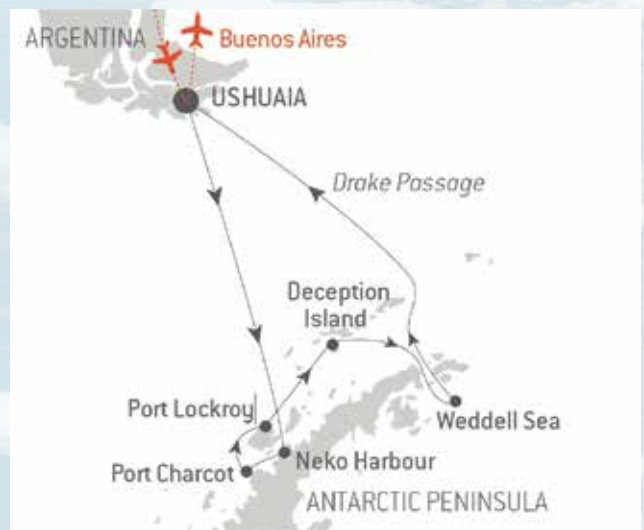 ARGENTINA
Buenos Aires
USHUAIA
Drake Passage
Deception
Island
Port Lockroy
Weddell Sea
Neko Harbour
Port Charcot
ANTARCTIC PENINSULA